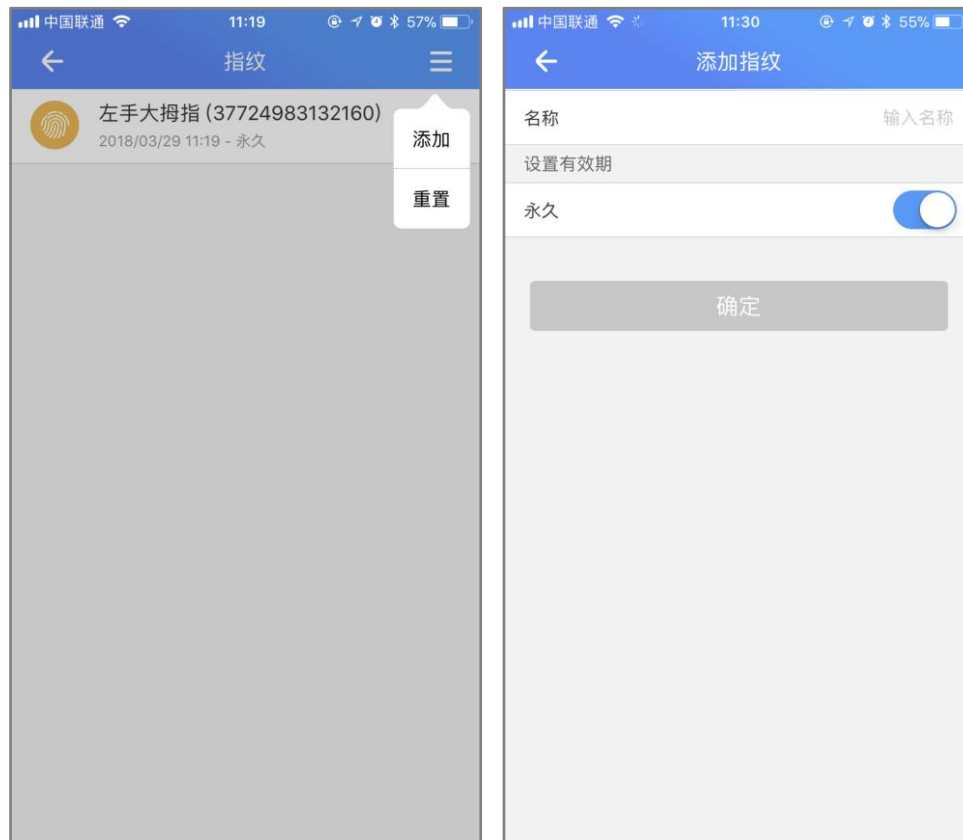 中国联通 11:19 57%
指纹
左手大拇指 (37724983132160)
2018/03/29 11:19 - 永久
添加
重置
中国联通 11:30 55%
添加指纹
名称 输入名称
设置有效期
永久
确定